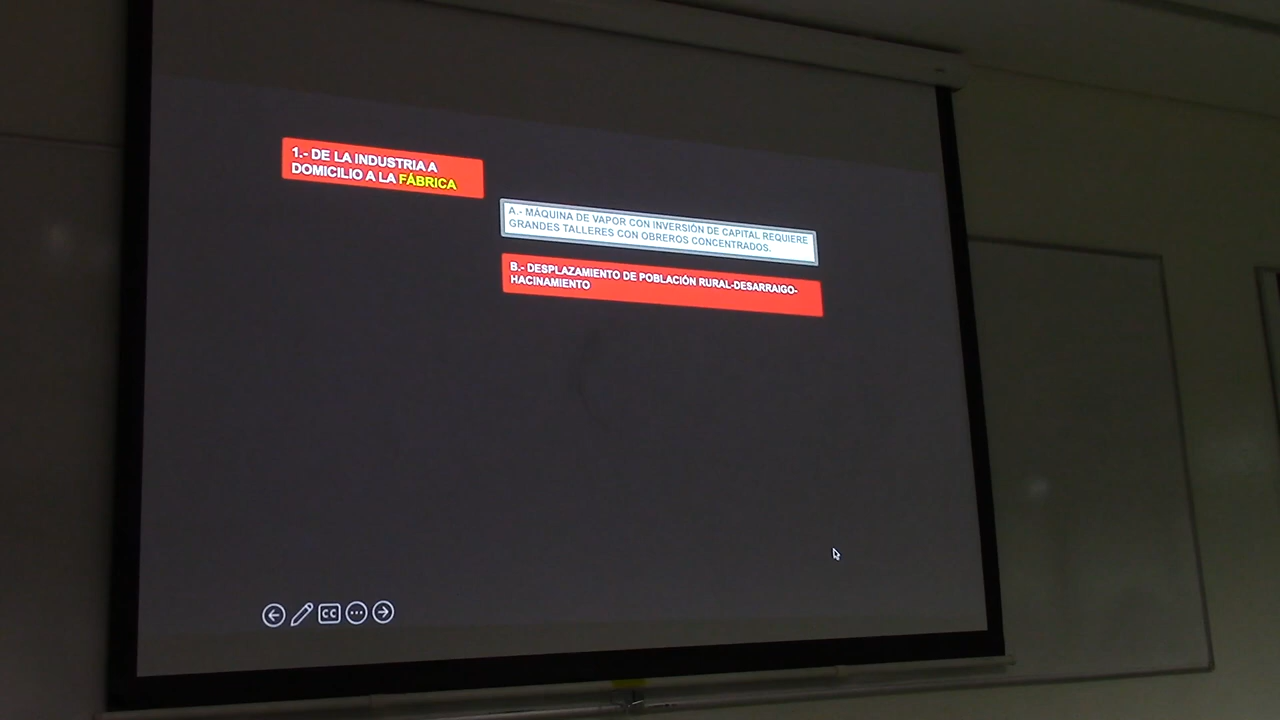 1.- DE LA INDUSTRIA A
DOMICILIO A LA FÁBRICA
A.- MÁQUINA DE VAPOR CON INVERSIÓN DE CAPITAL REQUIERE
GRANDES TALLERES CON OBREROS CONCENTRADOS.
B.- DESPLAZAMIENTO DE POBLACIÓN RURAL-DESARRAIGO-
HACINAMIENTO
CC